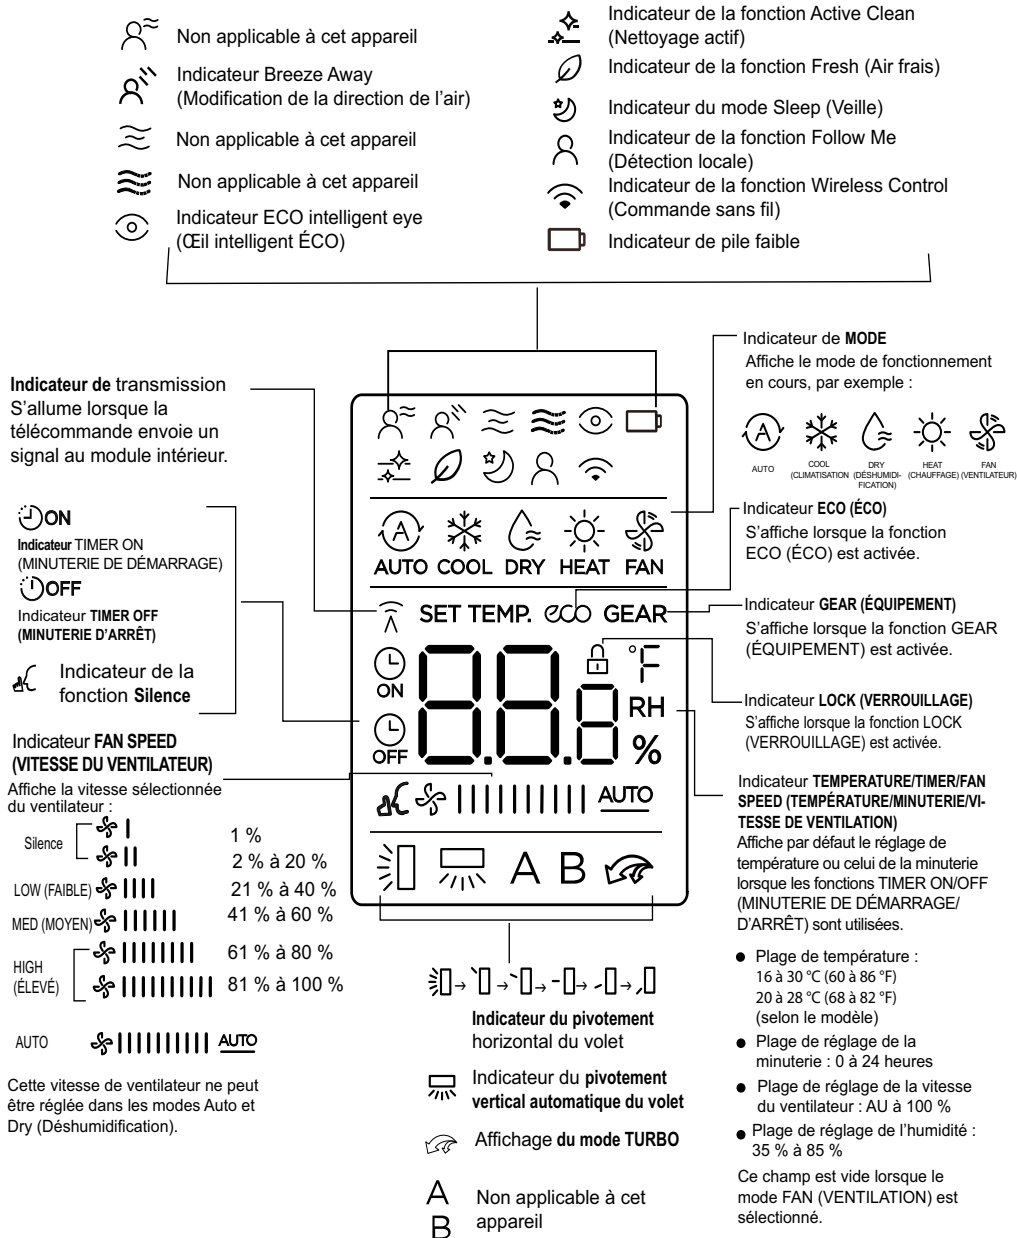 Non applicable à cet appareil
Indicateur Breeze Away
(Modification de la direction de l’air)
Non applicable à cet appareil
Non applicable à cet appareil
Indicateur ECO intelligent eye
(Œil intelligent ÉCO)
Indicateur de la fonction Active Clean
(Nettoyage actif)
Indicateur de la fonction Fresh (Air frais)
Indicateur du mode Sleep (Veille)
Indicateur de la fonction Follow Me
(Détection locale)
Indicateur de la fonction Wireless Control
(Commande sans fil)
Indicateur de pile faible
Indicateur de transmission
S’allume lorsque la
télécommande envoie un
signal au module intérieur.
ON
Indicateur TIMER ON
(MINUTERIE DE DÉMARRAGE)
OFF
Indicateur TIMER OFF
(MINUTERIE D’ARRÊT)
Indicateur de la
fonction Silence
Indicateur FAN SPEED
(VITESSE DU VENTILATEUR)
Affiche la vitesse sélectionnée
du ventilateur :
Silence
1 %
2 % à 20 %
LOW (FAIBLE)
21 % à 40 %
MED (MOYEN)
41 % à 60 %
HIGH
(ÉLEVÉ)
61 % à 80 %
81 % à 100 %
AUTO
AUTO
Cette vitesse de ventilateur ne peut
être réglée dans les modes Auto et
Dry (Déshumidification).
A
AUTO COOL DRY HEAT FAN
SET TEMP. eco GEAR
ON
OFF
88.8
°F
RH
%
AUTO
A B
Indicateur du pivotement
horizontal du volet
Indicateur du pivotement
vertical automatique du volet
Affichage du mode TURBO
A
B
Non applicable à cet
appareil
Indicateur de MODE
Affiche le mode de fonctionnement
en cours, par exemple :
A
AUTO
COOL
(CLIMATISATION
DRY
(DÉSHUMIDI-
FICATION)
HEAT
(CHAUFFAGE)
FAN
(VENTILATEUR)
Indicateur ECO (ÉCO)
S’affiche lorsque la fonction
ECO (ÉCO) est activée.
Indicateur GEAR (ÉQUIPEMENT)
S’affiche lorsque la fonction GEAR
(ÉQUIPEMENT) est activée.
Indicateur LOCK (VERROUILLAGE)
S’affiche lorsque la fonction LOCK
(VERROUILLAGE) est activée.
Indicateur TEMPERATURE/TIMER/FAN
SPEED (TEMPÉRATURE/MINUTERIE/VI-
TESSE DE VENTILATION)
Affiche par défaut le réglage de
température ou celui de la minuterie
lorsque les fonctions TIMER ON/OFF
(MINUTERIE DE DÉMARRAGE/
D’ARRÊT) sont utilisées.
● Plage de température :
16 à 30 °C (60 à 86 °F)
20 à 28 °C (68 à 82 °F)
(selon le modèle)
● Plage de réglage de la
minuterie : 0 à 24 heures
● Plage de réglage de la vitesse
du ventilateur : AU à 100 %
● Plage de réglage de l’humidité :
35 % à 85 %
Ce champ est vide lorsque le
mode FAN (VENTILATION) est
sélectionné.